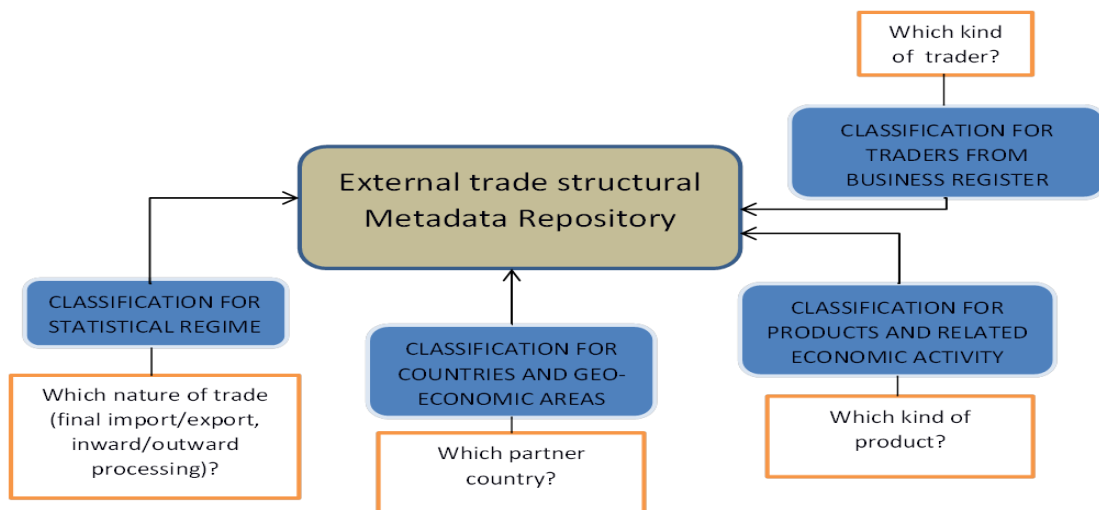 Which kind
of trader?
CLASSIFICATION FOR
TRADERS FROM
BUSINESS REGISTER
External trade structural
Metadata Repository
CLASSIFICATION FOR
STATISTICAL REGIME
CLASSIFICATION FOR
COUNTRIES AND GEO-
ECONOMIC AREAS
CLASSIFICATION FOR
PRODUCTS AND RELATED
ECONOMIC ACTIVITY
Which nature of trade
(final import/export,
inward/outward
processing)?
Which partner
country?
Which kind of
product?